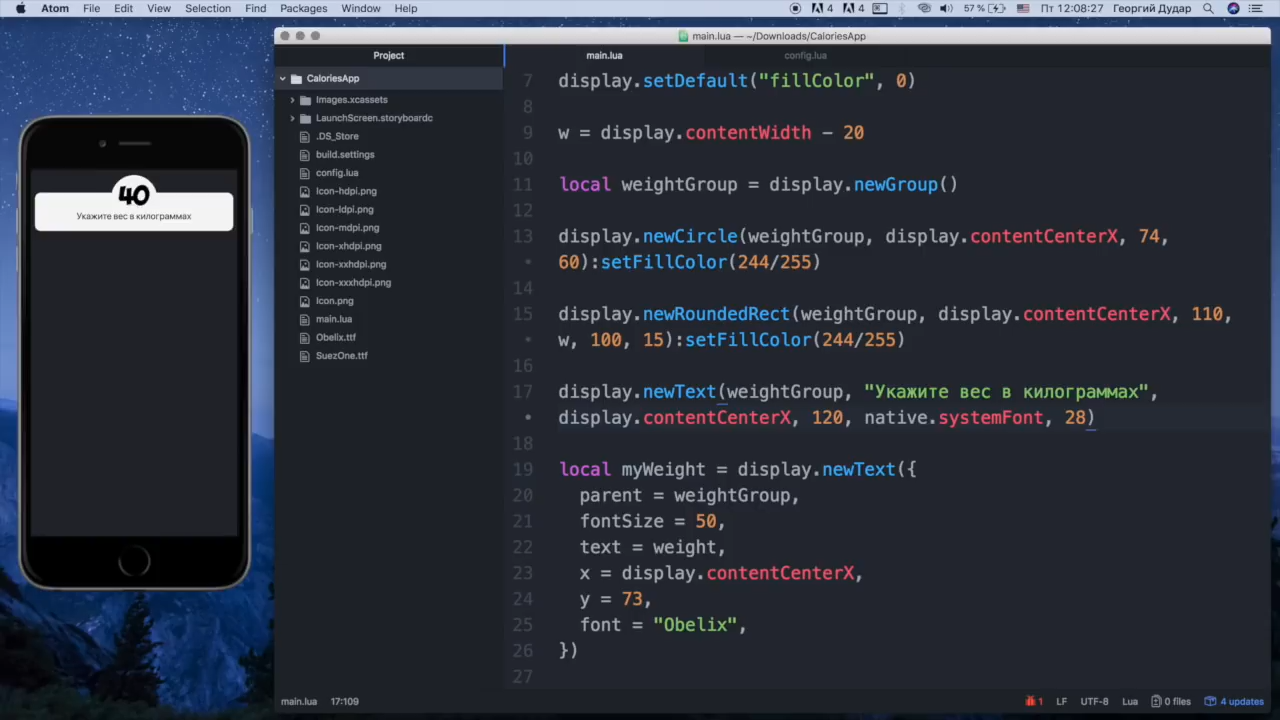 Atom File Edit View Selection Find Packages Window Help 4 4 57 % Пт 12:08:27 Георгий Дудар
main.lua — ~/Downloads/CaloriesApp
Project main.lua config.lua
CaloriesApp
Images.xcassets
LaunchScreen.storyboardc
.DS_Store
build.settings
config.lua
Icon-hdpi.png
Icon-ldpi.png
Icon-mdpi.png
Icon-xhdpi.png
Icon-xxhdpi.png
Icon-xxxhdpi.png
Icon.png
main.lua
Obelix.ttf
SuezOne.ttf
40
Укажите вес в килограммах
7 display.setDefault("fillColor", 0)
8
9 w = display.contentWidth - 20
10
11 local weightGroup = display.newGroup()
12
13 display.newCircle(weightGroup, display.contentCenterX, 74,
• 60):setFillColor(244/255)
14
15 display.newRoundedRect(weightGroup, display.contentCenterX, 110,
• w, 100, 15):setFillColor(244/255)
16
17 display.newText(weightGroup, "Укажите вес в килограммах",
• display.contentCenterX, 120, native.systemFont, 28)
18
19 local myWeight = display.newText({
20 parent = weightGroup,
21 fontSize = 50,
22 text = weight,
23 x = display.contentCenterX,
24 y = 73,
25 font = "Obelix",
26 })
27
main.lua 17:109 1 LF UTF-8 Lua 0 files 4 updates